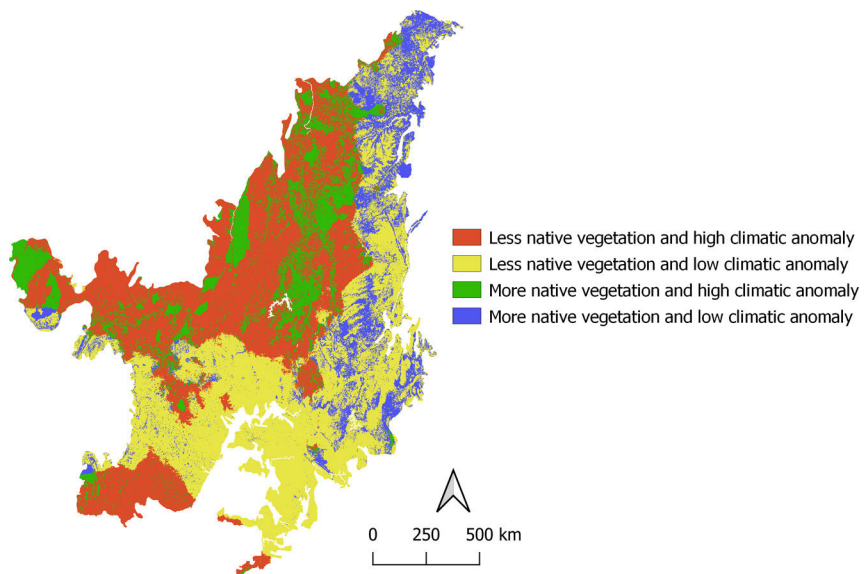 Less native vegetation and high climatic anomaly
Less native vegetation and low climatic anomaly
More native vegetation and high climatic anomaly
More native vegetation and low climatic anomaly
0 250 500 km